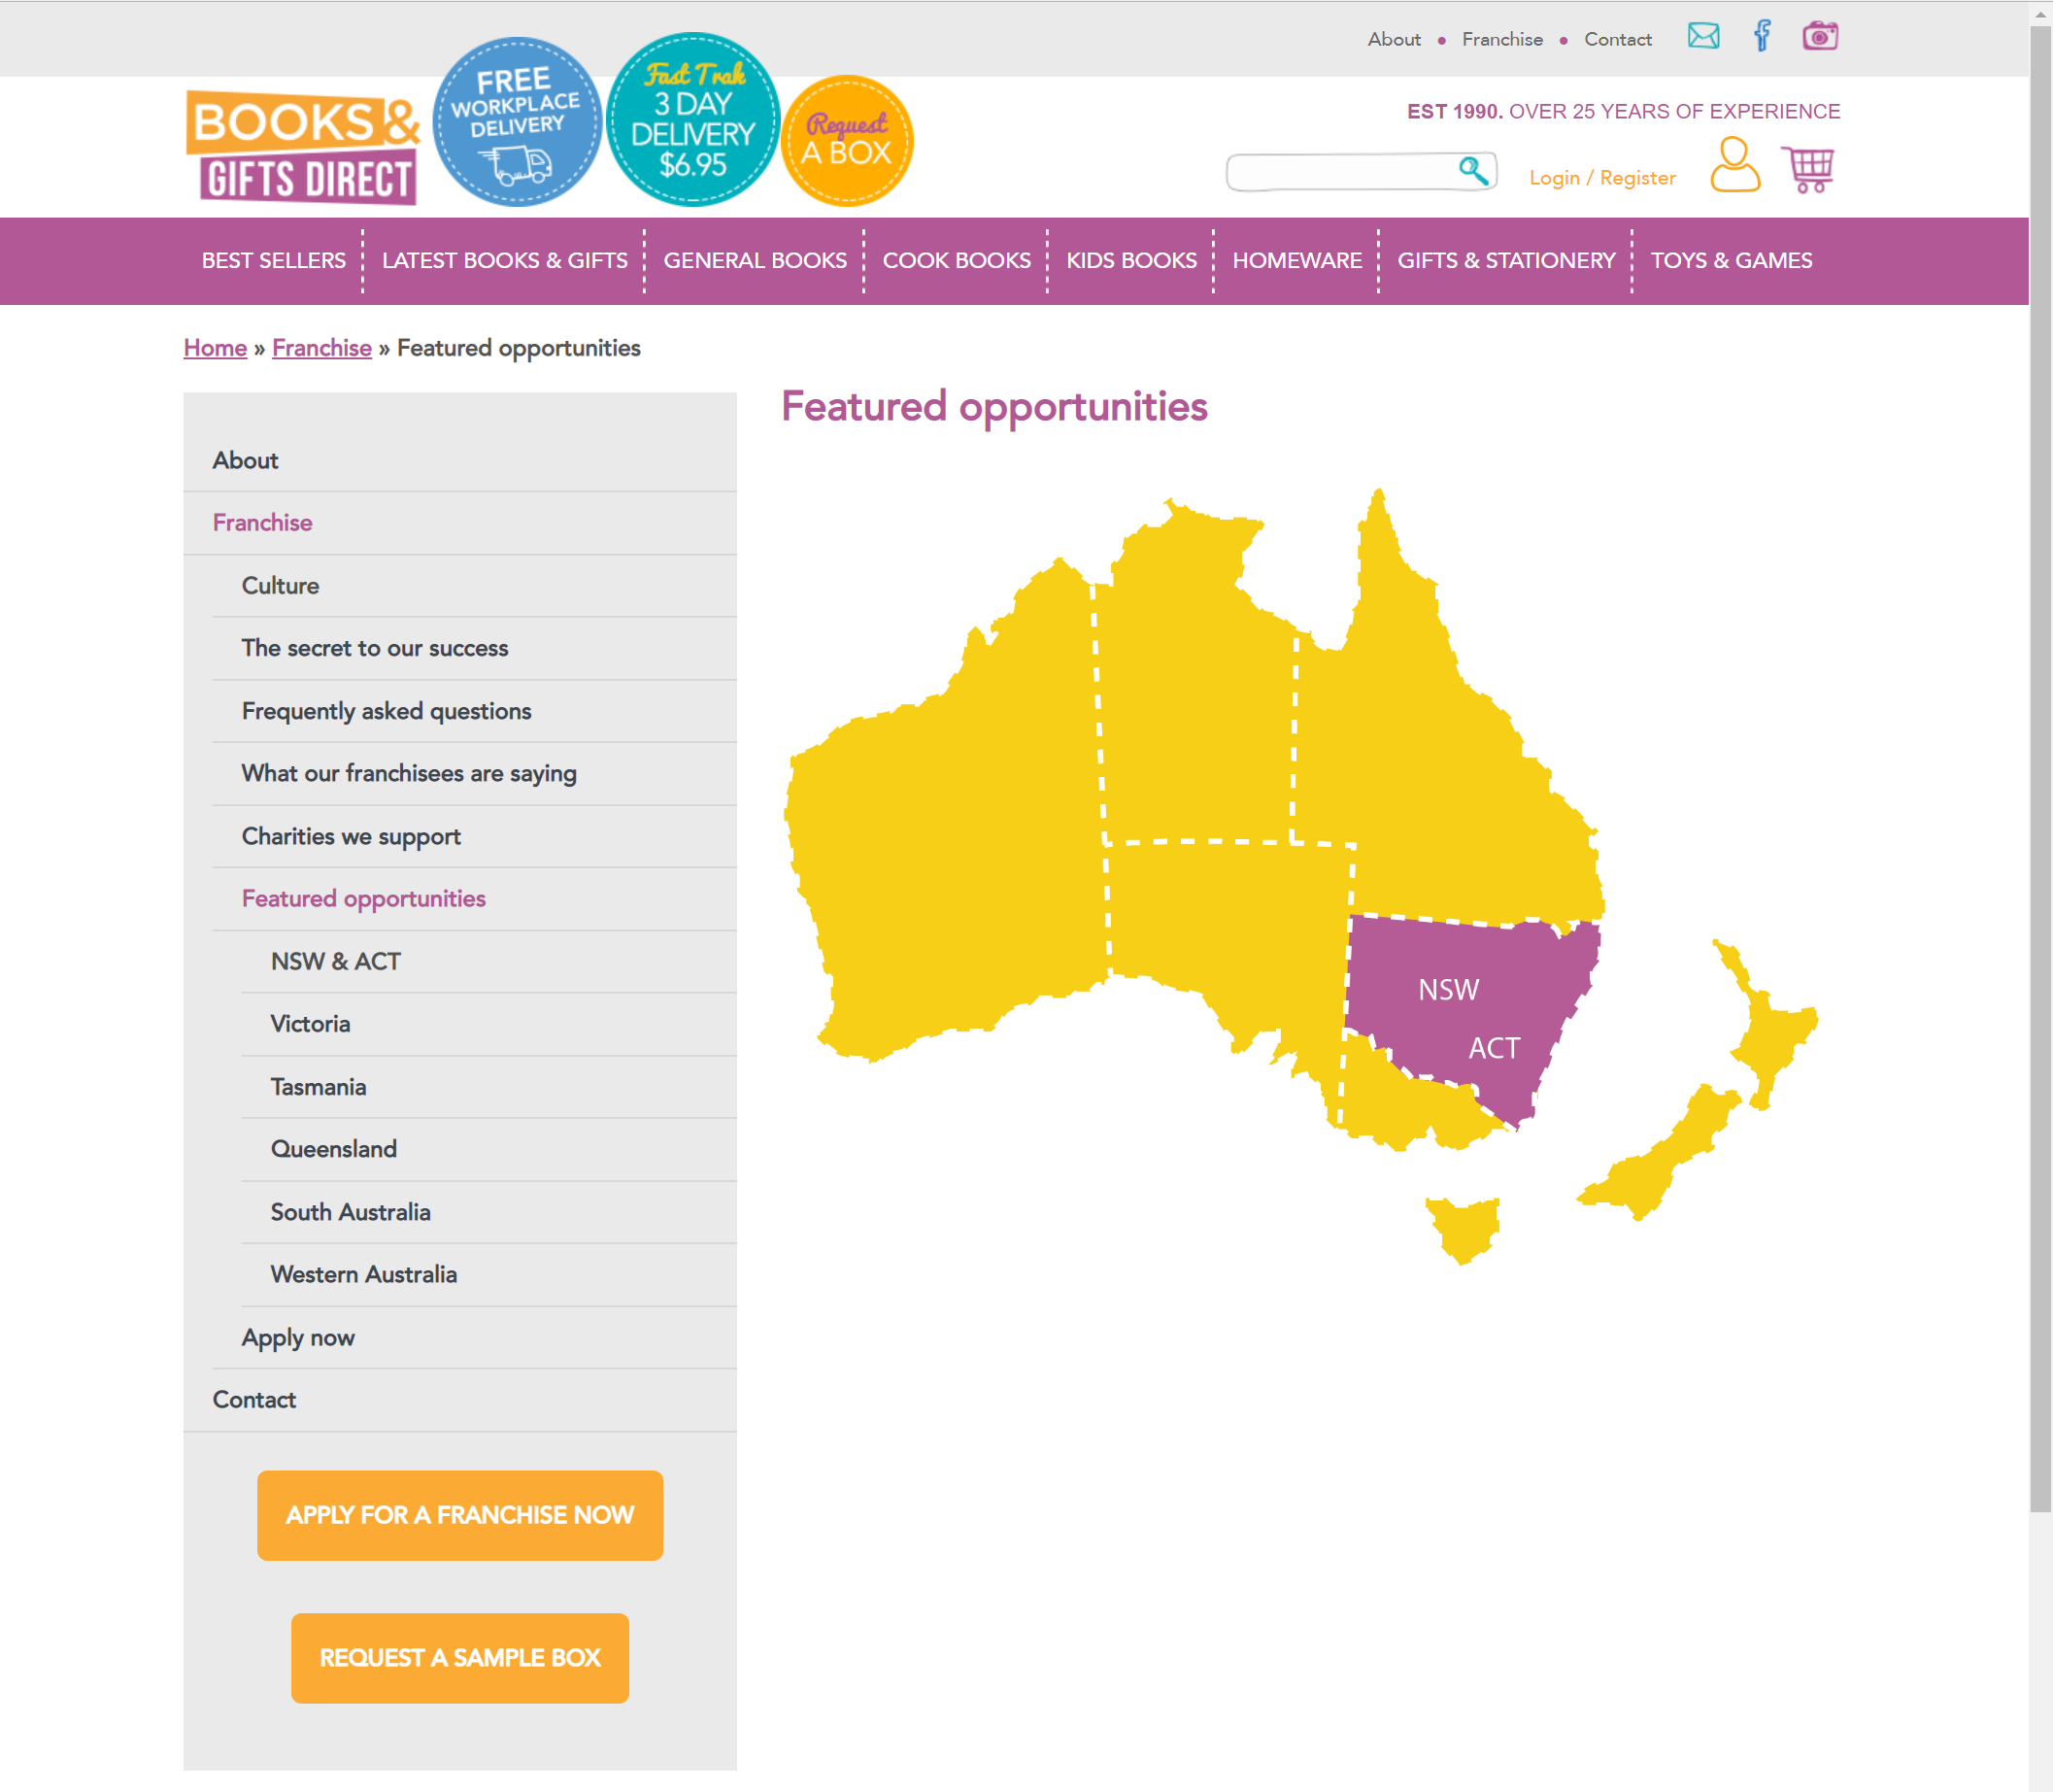 About • Franchise • Contact
BOOKS &
GIFTS DIRECT
FREE
WORKPLACE
DELIVERY
Fast Trak
3 DAY
DELIVERY
$6.95
Request
A BOX
EST 1990. OVER 25 YEARS OF EXPERIENCE
Login / Register
BEST SELLERS
LATEST BOOKS & GIFTS
GENERAL BOOKS
COOK BOOKS
KIDS BOOKS
HOMEWARE
GIFTS & STATIONERY
TOYS & GAMES
Home » Franchise » Featured opportunities
About
Franchise
Culture
The secret to our success
Frequently asked questions
What our franchisees are saying
Charities we support
Featured opportunities
NSW & ACT
Victoria
Tasmania
Queensland
South Australia
Western Australia
Apply now
Contact
APPLY FOR A FRANCHISE NOW
REQUEST A SAMPLE BOX
Featured opportunities
NSW
ACT